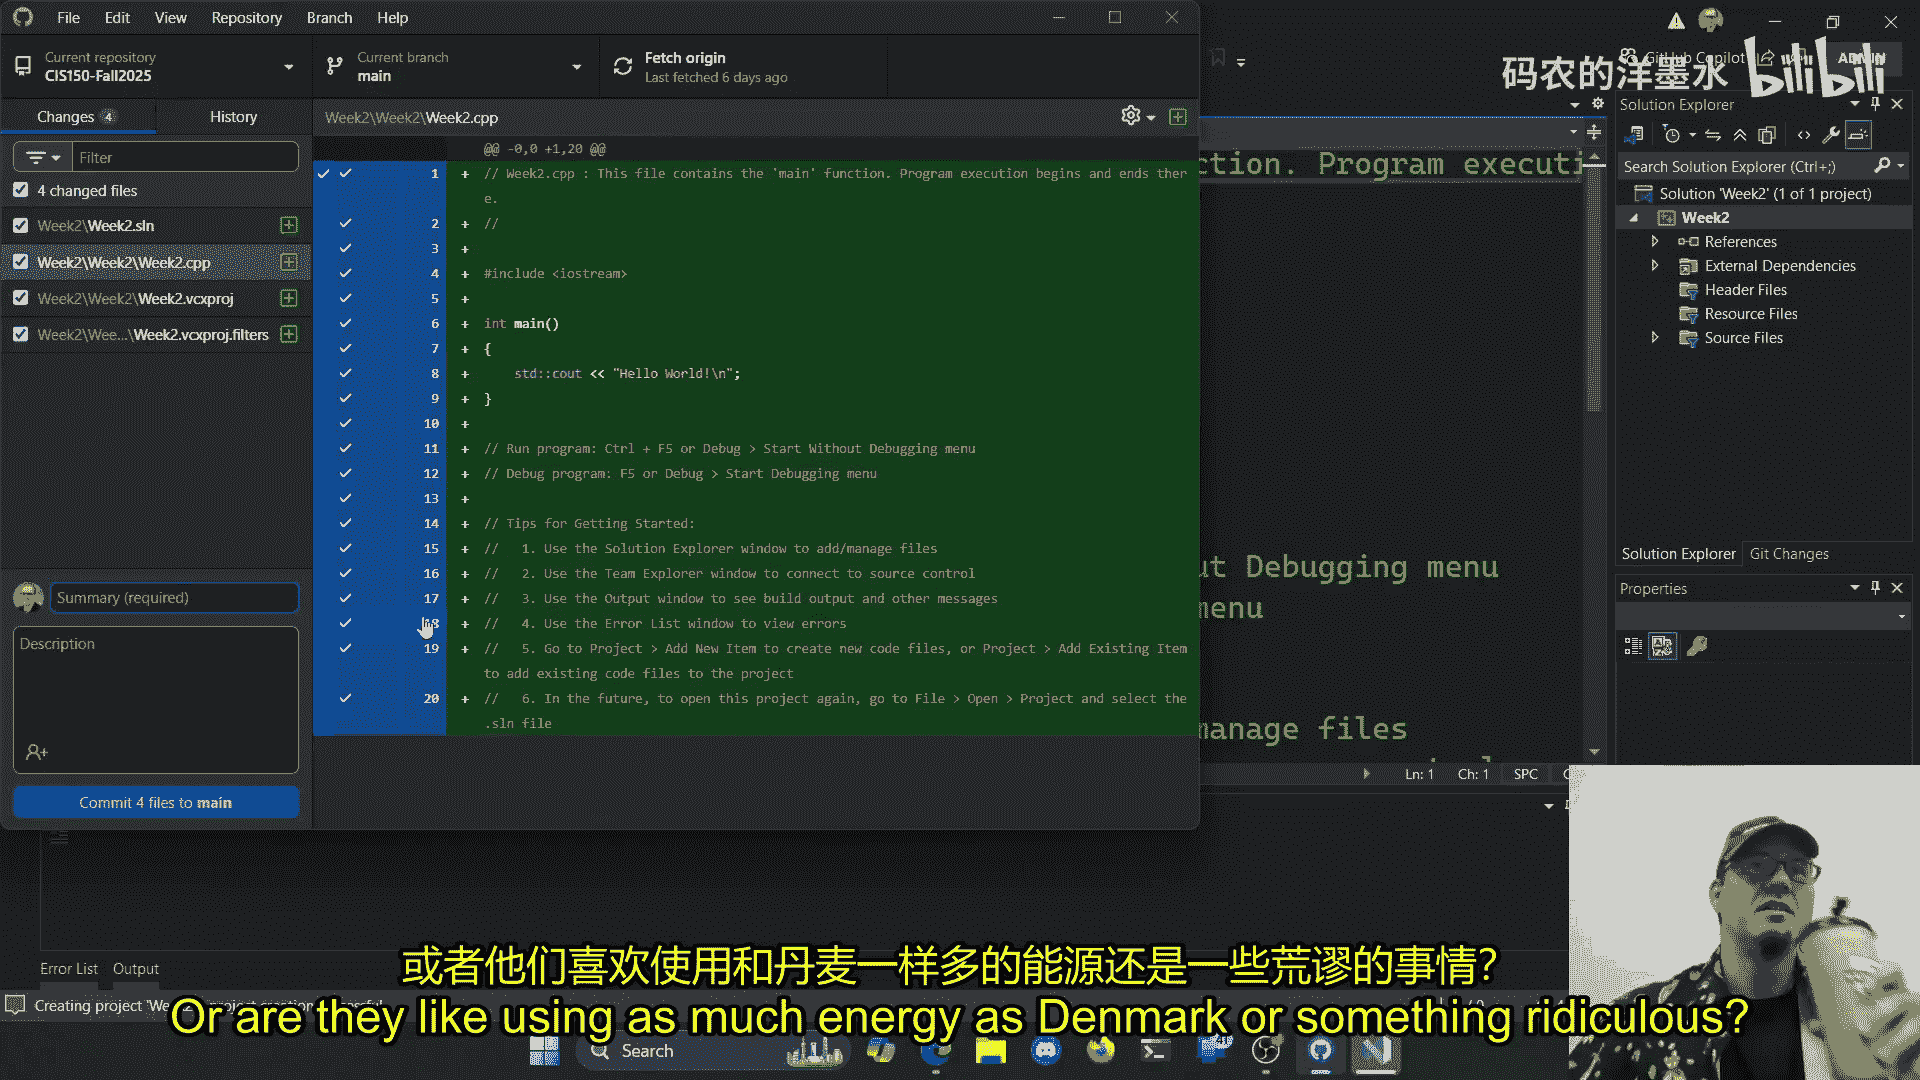 File Edit View Repository Branch Help
Current repository
CIS150-Fall2025
Current branch
main
Fetch origin
Last fetched 6 days ago
Changes 4
History
Filter
4 changed files
Week2\Week2.sln
Week2\Week2\Week2.cpp
Week2\Week2\Week2.vcxproj
Week2\Wee...\Week2.vcxproj.filters
Summary (required)
Description
Commit 4 files to main
Week2\Week2\Week2.cpp
@@ -0,0 +1,20 @@
1 + // Week2.cpp : This file contains the 'main' function. Program execution begins and ends ther
e.
2 + //
3 +
4 + #include <iostream>
5 +
6 + int main()
7 + {
8 + std::cout << "Hello World!\n";
9 + }
10 +
11 + // Run program: Ctrl + F5 or Debug > Start Without Debugging menu
12 + // Debug program: F5 or Debug > Start Debugging menu
13 +
14 + // Tips for Getting Started:
15 + // 1. Use the Solution Explorer window to add/manage files
16 + // 2. Use the Team Explorer window to connect to source control
17 + // 3. Use the Output window to see build output and other messages
18 + // 4. Use the Error List window to view errors
19 + // 5. Go to Project > Add New Item to create new code files, or Project > Add Existing Item
to add existing code files to the project
20 + // 6. In the future, to open this project again, go to File > Open > Project and select the
.sln file
GitHub Copilot
ADMIN
码农的洋墨水 bilibili
ction. Program executi
ut Debugging menu
menu
manage files
Ln: 1 Ch: 1 SPC
Solution Explorer
Search Solution Explorer (Ctrl+;)
Solution 'Week2' (1 of 1 project)
Week2
References
External Dependencies
Header Files
Resource Files
Source Files
Solution Explorer Git Changes
Properties
Error List Output
Creating project 'We
或者他们喜欢使用和丹麦一样多的能源还是一些荒谬的事情?
Or are they like using as much energy as Denmark or something ridiculous?
Search